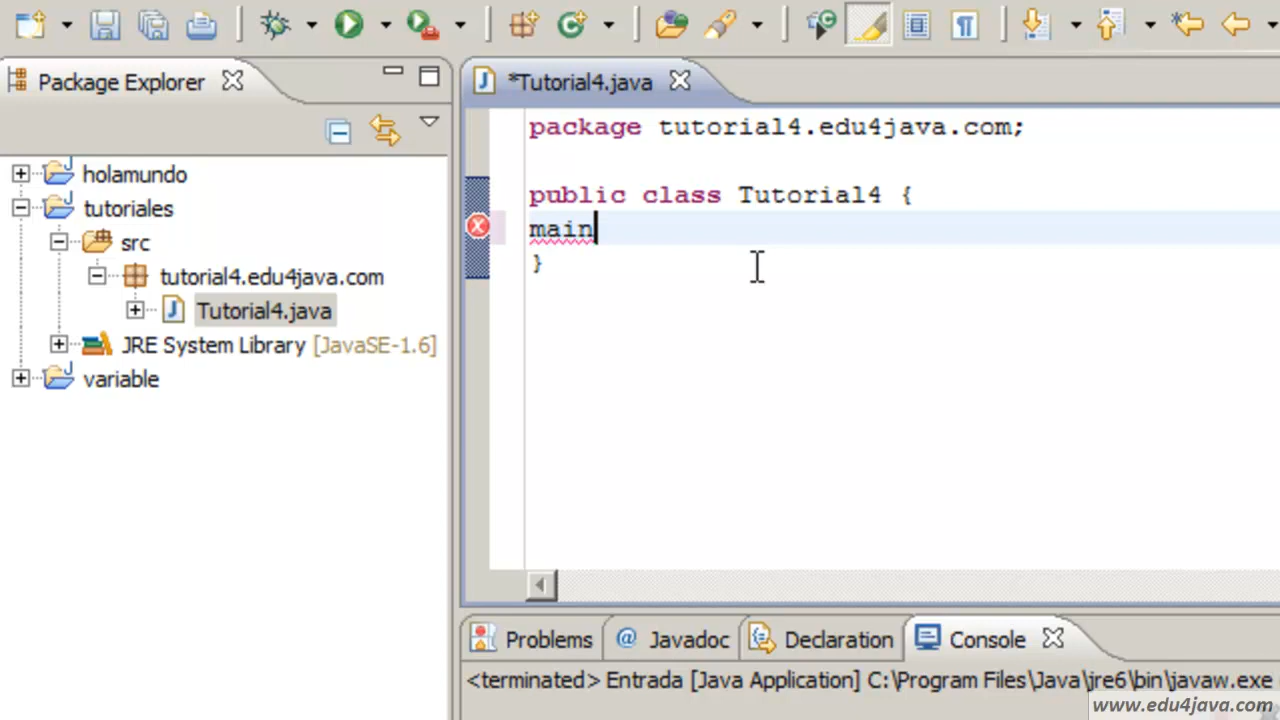 Package Explorer
holamundo
tutoriales
src
tutorial4.edu4java.com
Tutorial4.java
JRE System Library [JavaSE-1.6]
variable
*Tutorial4.java
package tutorial4.edu4java.com;
public class Tutorial4 {
main
}
Problems
@ Javadoc
Declaration
Console
<terminated> Entrada [Java Application] C:\Program Files\Java\jre6\bin\javaw.exe
www.edu4java.com